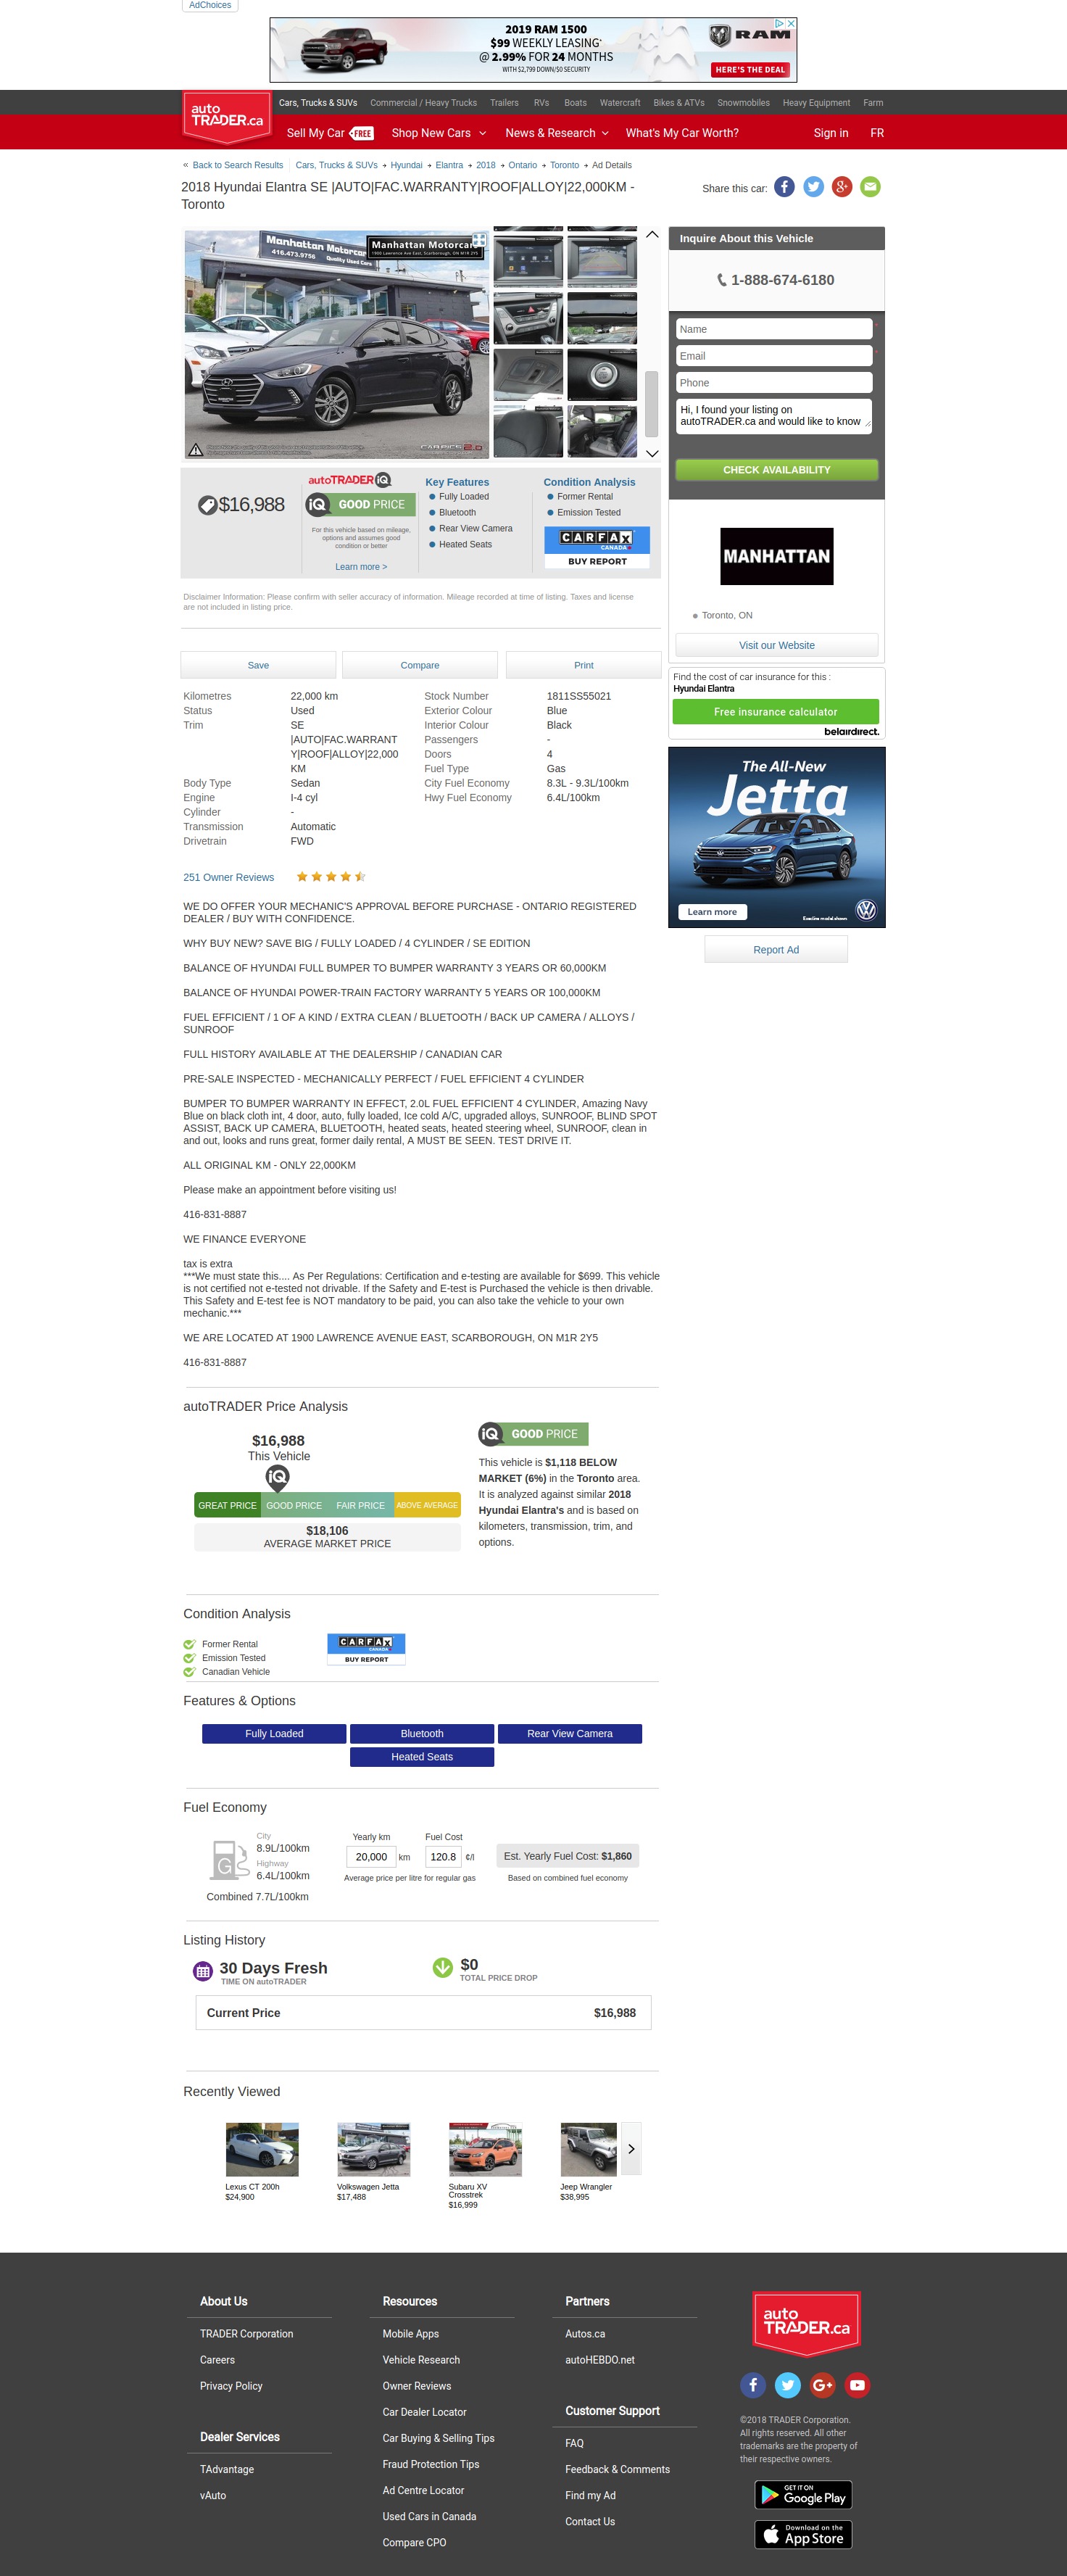 AdChoices
2019 RAM 1500
$99 WEEKLY LEASING*
@ 2.99% FOR 24 MONTHS
WITH $2,799 DOWN/$0 SECURITY
RAM
HERE'S THE DEAL
auto
TRADER.ca
Cars, Trucks & SUVs Commercial / Heavy Trucks Trailers RVs Boats Watercraft Bikes & ATVs Snowmobiles Heavy Equipment Farm
Sell My Car FREE Shop New Cars News & Research What's My Car Worth? Sign in FR
« Back to Search Results Cars, Trucks & SUVs Hyundai Elantra 2018 Ontario Toronto Ad Details
2018 Hyundai Elantra SE |AUTO|FAC.WARRANTY|ROOF|ALLOY|22,000KM -
Toronto
Share this car:
Manhattan Motorcar
416.473.9756
Quality Used Cars
Manhattan Motorcars
1900 Lawrence Ave East, Scarborough, ON M1R 2Y5
CARPICS 2.0
Inquire About this Vehicle
1-888-674-6180
Name
Email
Phone
Hi, I found your listing on
autoTRADER.ca and would like to know
CHECK AVAILABILITY
MANHATTAN
Toronto, ON
Visit our Website
$16,988
autoTRADER iQ
iQ GOOD PRICE
For this vehicle based on mileage,
options and assumes good
condition or better
Learn more >
Key Features
Fully Loaded
Bluetooth
Rear View Camera
Heated Seats
Condition Analysis
Former Rental
Emission Tested
CARFAX
CANADA
BUY REPORT
Disclaimer Information: Please confirm with seller accuracy of information. Mileage recorded at time of listing. Taxes and license
are not included in listing price.
Save Compare Print
Find the cost of car insurance for this :
Hyundai Elantra
Free insurance calculator
belairdirect.
The All-New
Jetta
Learn more
Execline model shown
Report Ad
Kilometres 22,000 km
Status Used
Trim SE
|AUTO|FAC.WARRANT
Y|ROOF|ALLOY|22,000
KM
Body Type Sedan
Engine I-4 cyl
Cylinder -
Transmission Automatic
Drivetrain FWD
Stock Number 1811SS55021
Exterior Colour Blue
Interior Colour Black
Passengers -
Doors 4
Fuel Type Gas
City Fuel Economy 8.3L - 9.3L/100km
Hwy Fuel Economy 6.4L/100km
251 Owner Reviews
WE DO OFFER YOUR MECHANIC'S APPROVAL BEFORE PURCHASE - ONTARIO REGISTERED
DEALER / BUY WITH CONFIDENCE.
WHY BUY NEW? SAVE BIG / FULLY LOADED / 4 CYLINDER / SE EDITION
BALANCE OF HYUNDAI FULL BUMPER TO BUMPER WARRANTY 3 YEARS OR 60,000KM
BALANCE OF HYUNDAI POWER-TRAIN FACTORY WARRANTY 5 YEARS OR 100,000KM
FUEL EFFICIENT / 1 OF A KIND / EXTRA CLEAN / BLUETOOTH / BACK UP CAMERA / ALLOYS /
SUNROOF
FULL HISTORY AVAILABLE AT THE DEALERSHIP / CANADIAN CAR
PRE-SALE INSPECTED - MECHANICALLY PERFECT / FUEL EFFICIENT 4 CYLINDER
BUMPER TO BUMPER WARRANTY IN EFFECT, 2.0L FUEL EFFICIENT 4 CYLINDER, Amazing Navy
Blue on black cloth int, 4 door, auto, fully loaded, Ice cold A/C, upgraded alloys, SUNROOF, BLIND SPOT
ASSIST, BACK UP CAMERA, BLUETOOTH, heated seats, heated steering wheel, SUNROOF, clean in
and out, looks and runs great, former daily rental, A MUST BE SEEN. TEST DRIVE IT.
ALL ORIGINAL KM - ONLY 22,000KM
Please make an appointment before visiting us!
416-831-8887
WE FINANCE EVERYONE
tax is extra
***We must state this.... As Per Regulations: Certification and e-testing are available for $699. This vehicle
is not certified not e-tested not drivable. If the Safety and E-test is Purchased the vehicle is then drivable.
This Safety and E-test fee is NOT mandatory to be paid, you can also take the vehicle to your own
mechanic.***
WE ARE LOCATED AT 1900 LAWRENCE AVENUE EAST, SCARBOROUGH, ON M1R 2Y5
416-831-8887
autoTRADER Price Analysis
$16,988
This Vehicle
iQ
GREAT PRICE GOOD PRICE FAIR PRICE ABOVE AVERAGE
$18,106
AVERAGE MARKET PRICE
iQ GOOD PRICE
This vehicle is $1,118 BELOW
MARKET (6%) in the Toronto area.
It is analyzed against similar 2018
Hyundai Elantra's and is based on
kilometers, transmission, trim, and
options.
Condition Analysis
Former Rental
Emission Tested
Canadian Vehicle
CARFAX
CANADA
BUY REPORT
Features & Options
Fully Loaded Bluetooth Rear View Camera
Heated Seats
Fuel Economy
City
8.9L/100km
Highway
6.4L/100km
Combined 7.7L/100km
Yearly km Fuel Cost
20,000 km 120.8 ¢/l
Average price per litre for regular gas
Est. Yearly Fuel Cost: $1,860
Based on combined fuel economy
Listing History
30 Days Fresh
TIME ON autoTRADER
$0
TOTAL PRICE DROP
Current Price $16,988
Recently Viewed
Lexus CT 200h
$24,900
Volkswagen Jetta
$17,488
Subaru XV
Crosstrek
$16,999
Jeep Wrangler
$38,995
About Us
TRADER Corporation
Careers
Privacy Policy
Dealer Services
TAdvantage
vAuto
Resources
Mobile Apps
Vehicle Research
Owner Reviews
Car Dealer Locator
Car Buying & Selling Tips
Fraud Protection Tips
Ad Centre Locator
Used Cars in Canada
Compare CPO
Partners
Autos.ca
autoHEBDO.net
Customer Support
FAQ
Feedback & Comments
Find my Ad
Contact Us
auto
TRADER.ca
©2018 TRADER Corporation.
All rights reserved. All other
trademarks are the property of
their respective owners.
GET IT ON
Google Play
Download on the
App Store